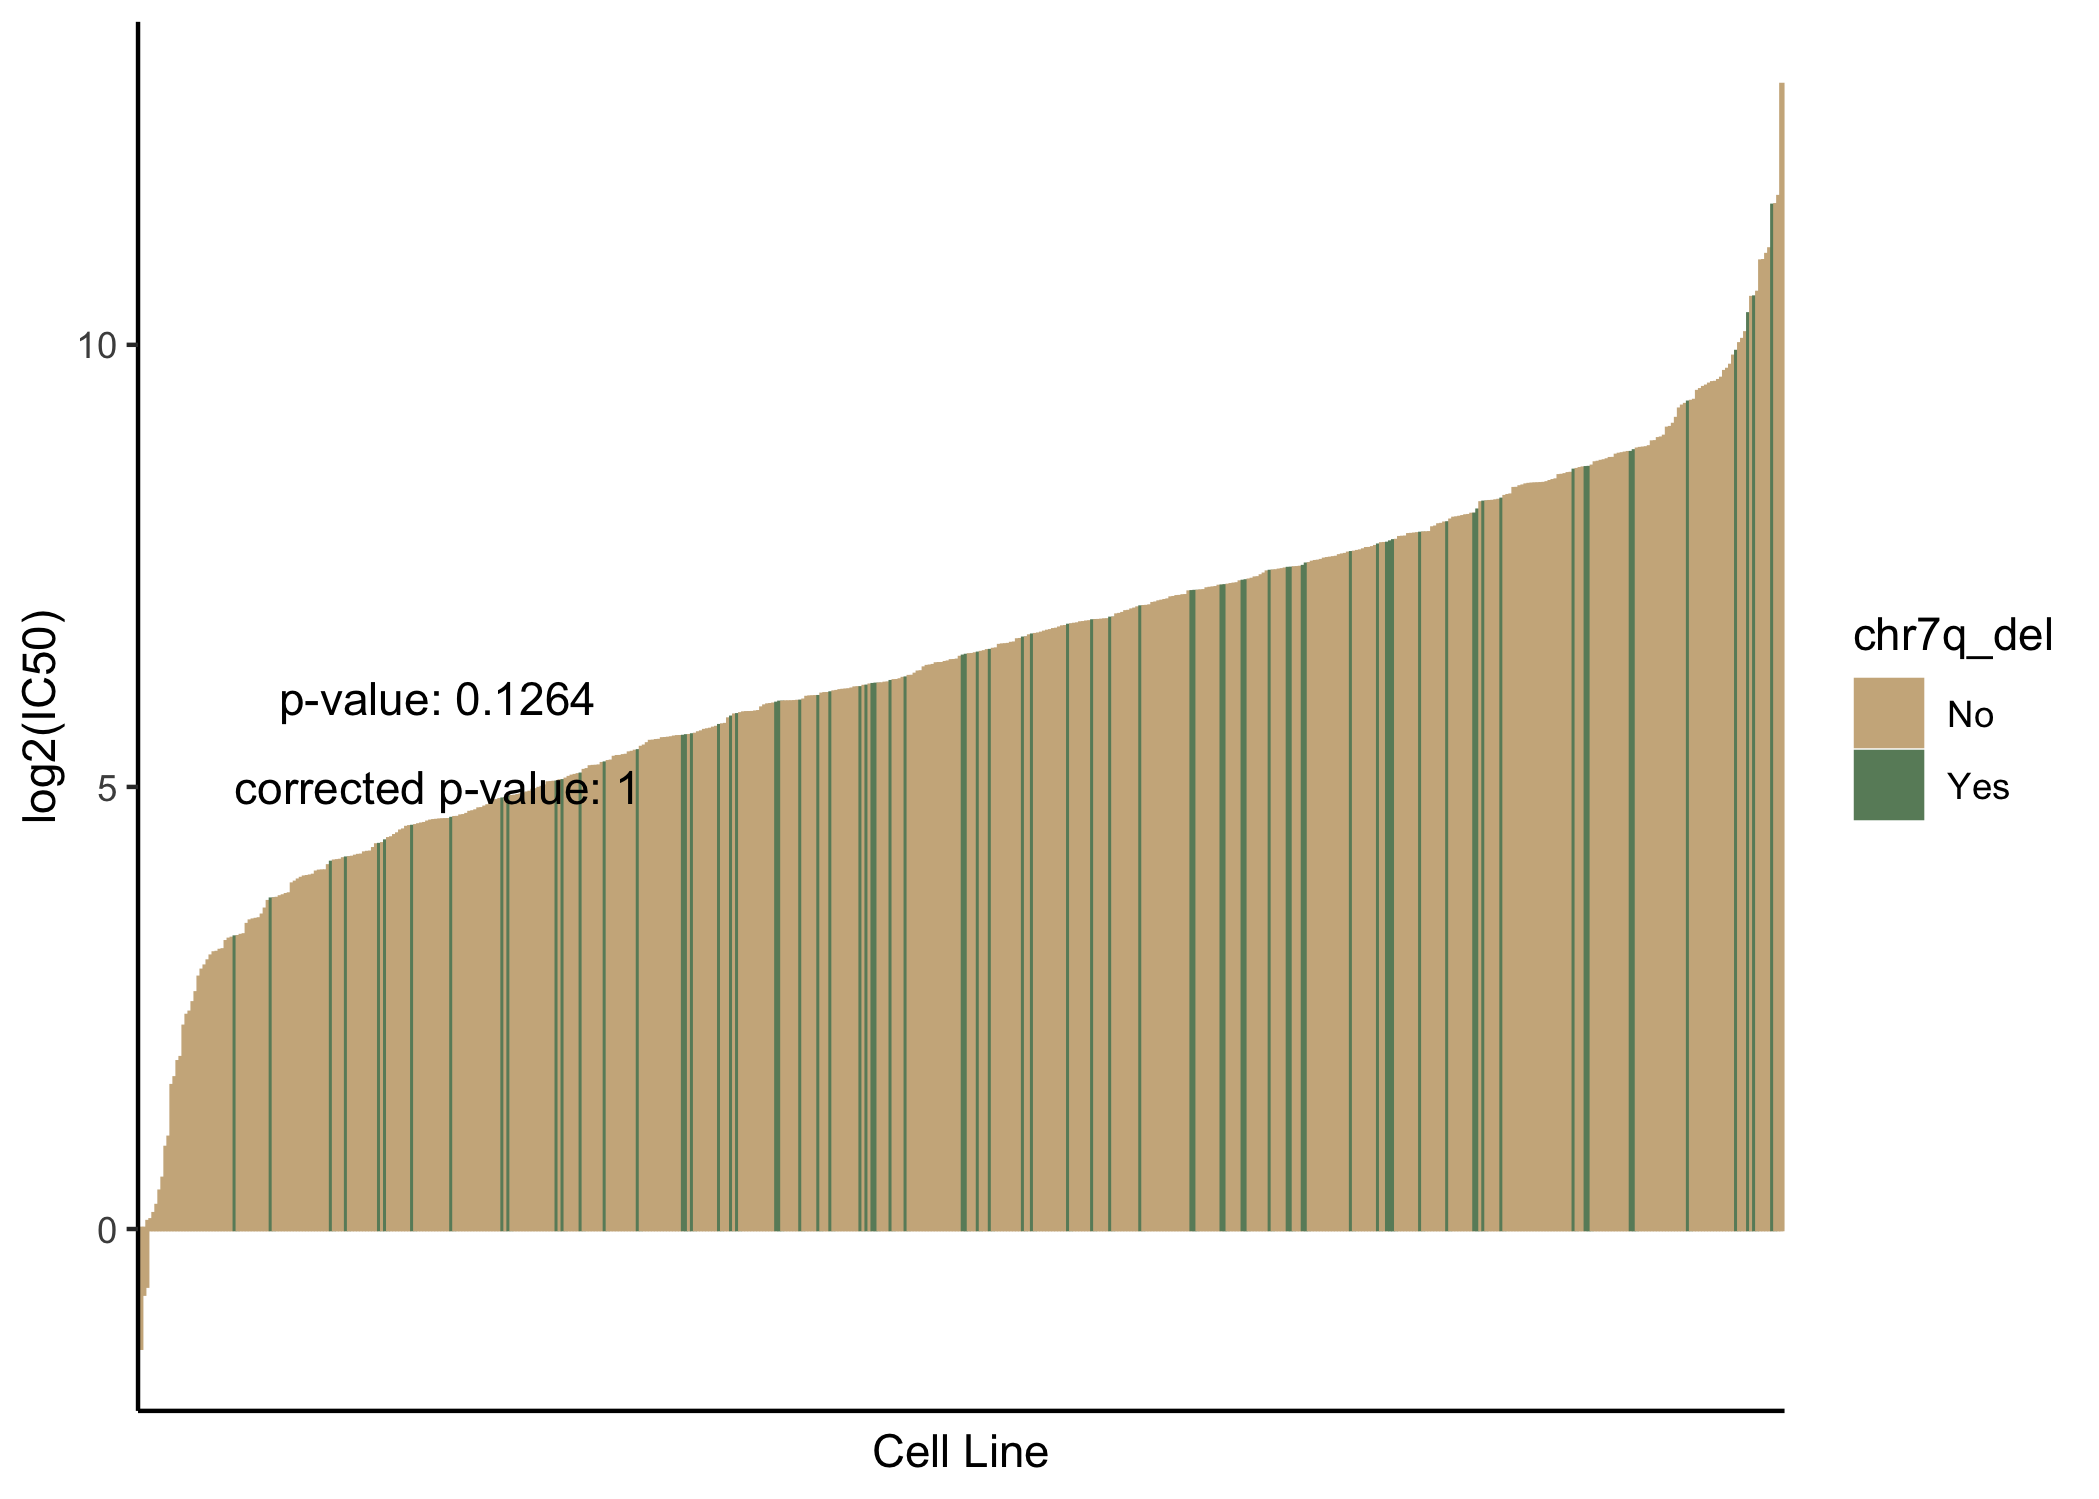 log2(IC50)
10
5
0
p-value: 0.1264
corrected p-value: 1
Cell Line
chr7q_del
No
Yes